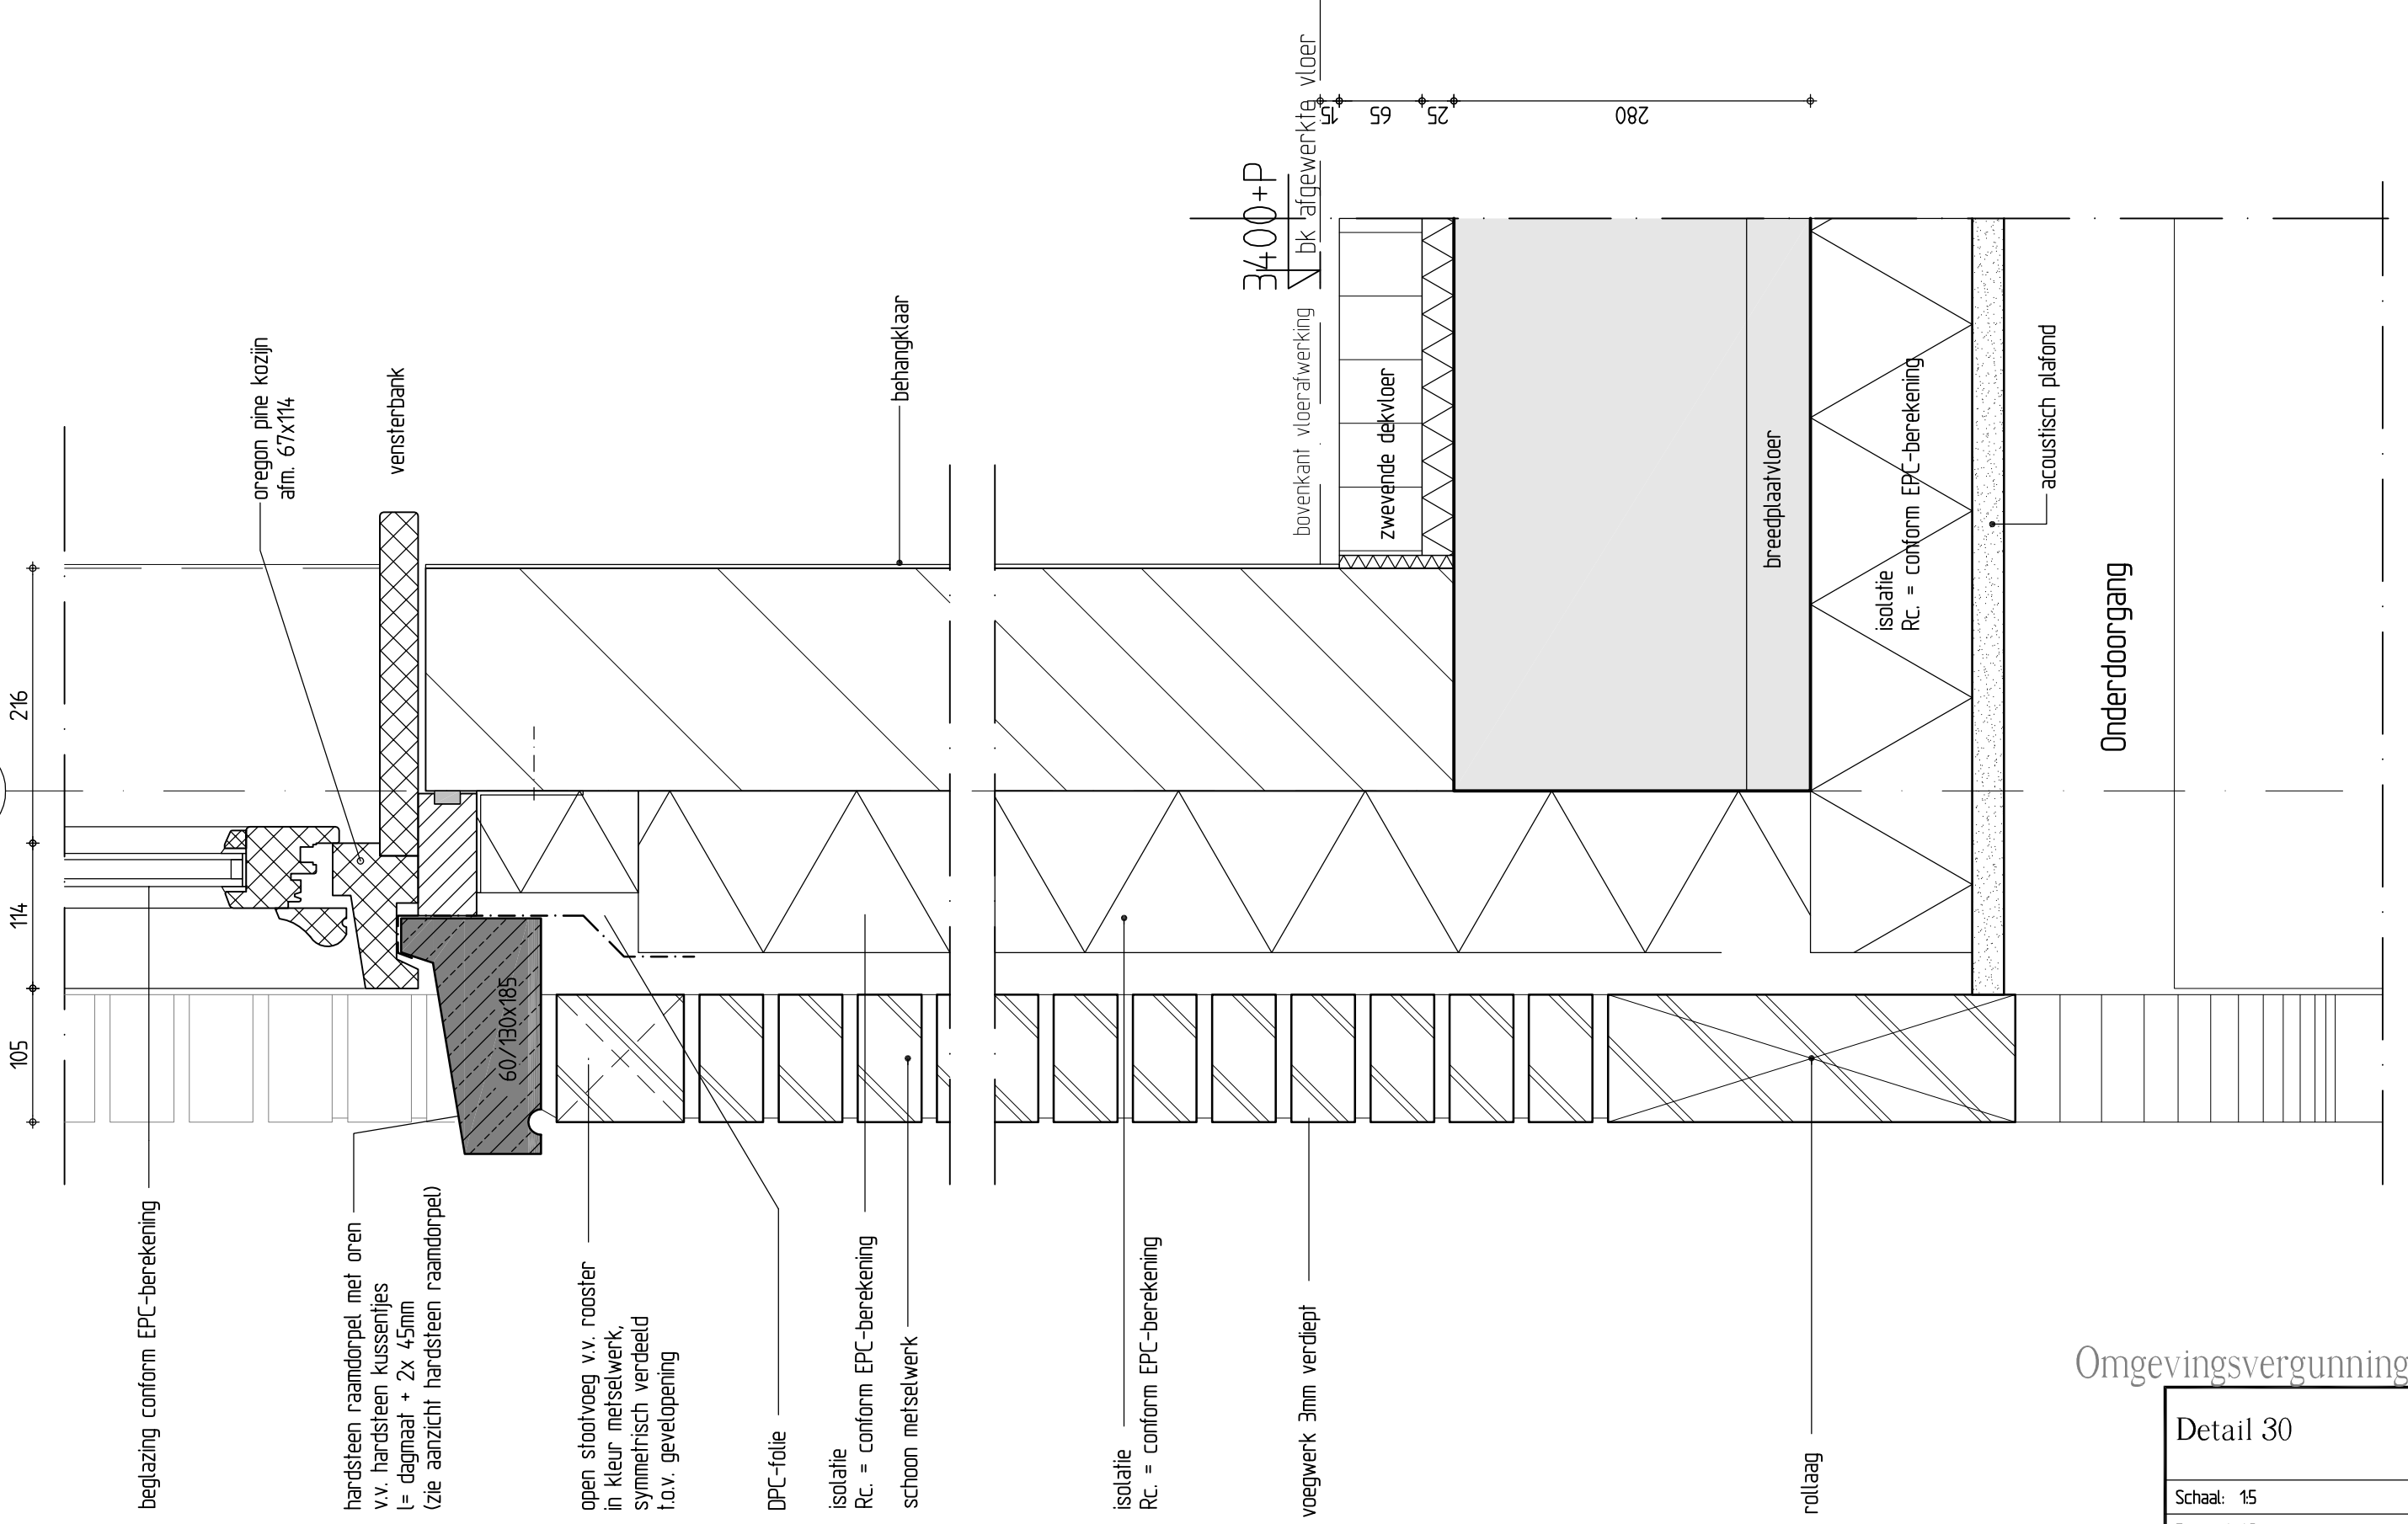 216
114
105
oregon pine kozijn
afm. 67x114
vensterbank
behangklaar
3400+P
bk afgewerkte vloer
bovenkant vloerafwerking
15
65
25
280
zwevende dekvloer
breedplaatvloer
isolatie
Rc. = conform EPC-berekening
acoustisch plafond
Onderdoorgang
60/130x185
beglazing conform EPC-berekening
hardsteen raamdorpel met oren
v.v. hardsteen kussentjes
l= dagmaat + 2x 45mm
(zie aanzicht hardsteen raamdorpel)
open stootvoeg v.v. rooster
in kleur metselwerk,
symmetrisch verdeeld
t.o.v. gevelopening
DPC-folie
isolatie
Rc. = conform EPC-berekening
schoon metselwerk
isolatie
Rc. = conform EPC-berekening
voegwerk 3mm verdiept
rollaag
Omgevingsvergunning
Detail 30
Schaal: 1:5